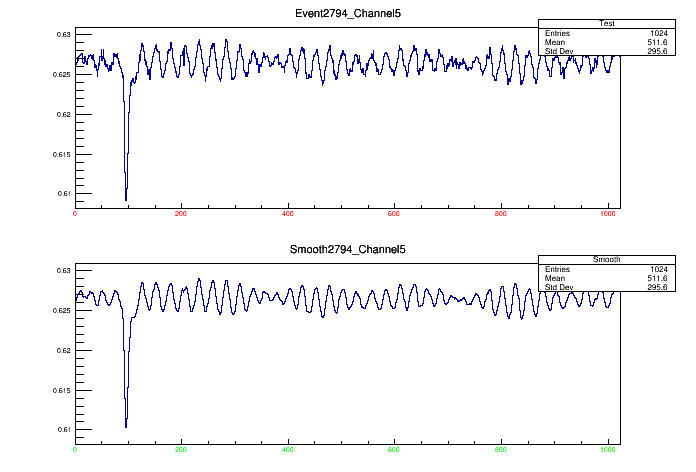 Event2794_Channel5
Test
Entries 1024
Mean 511.6
Std Dev 295.6
0.63
0.625
0.62
0.615
0.61
0 200 400 600 800 1000
Smooth2794_Channel5
Smooth
Entries 1024
Mean 511.6
Std Dev 295.6
0.63
0.625
0.62
0.615
0.61
0 200 400 600 800 1000